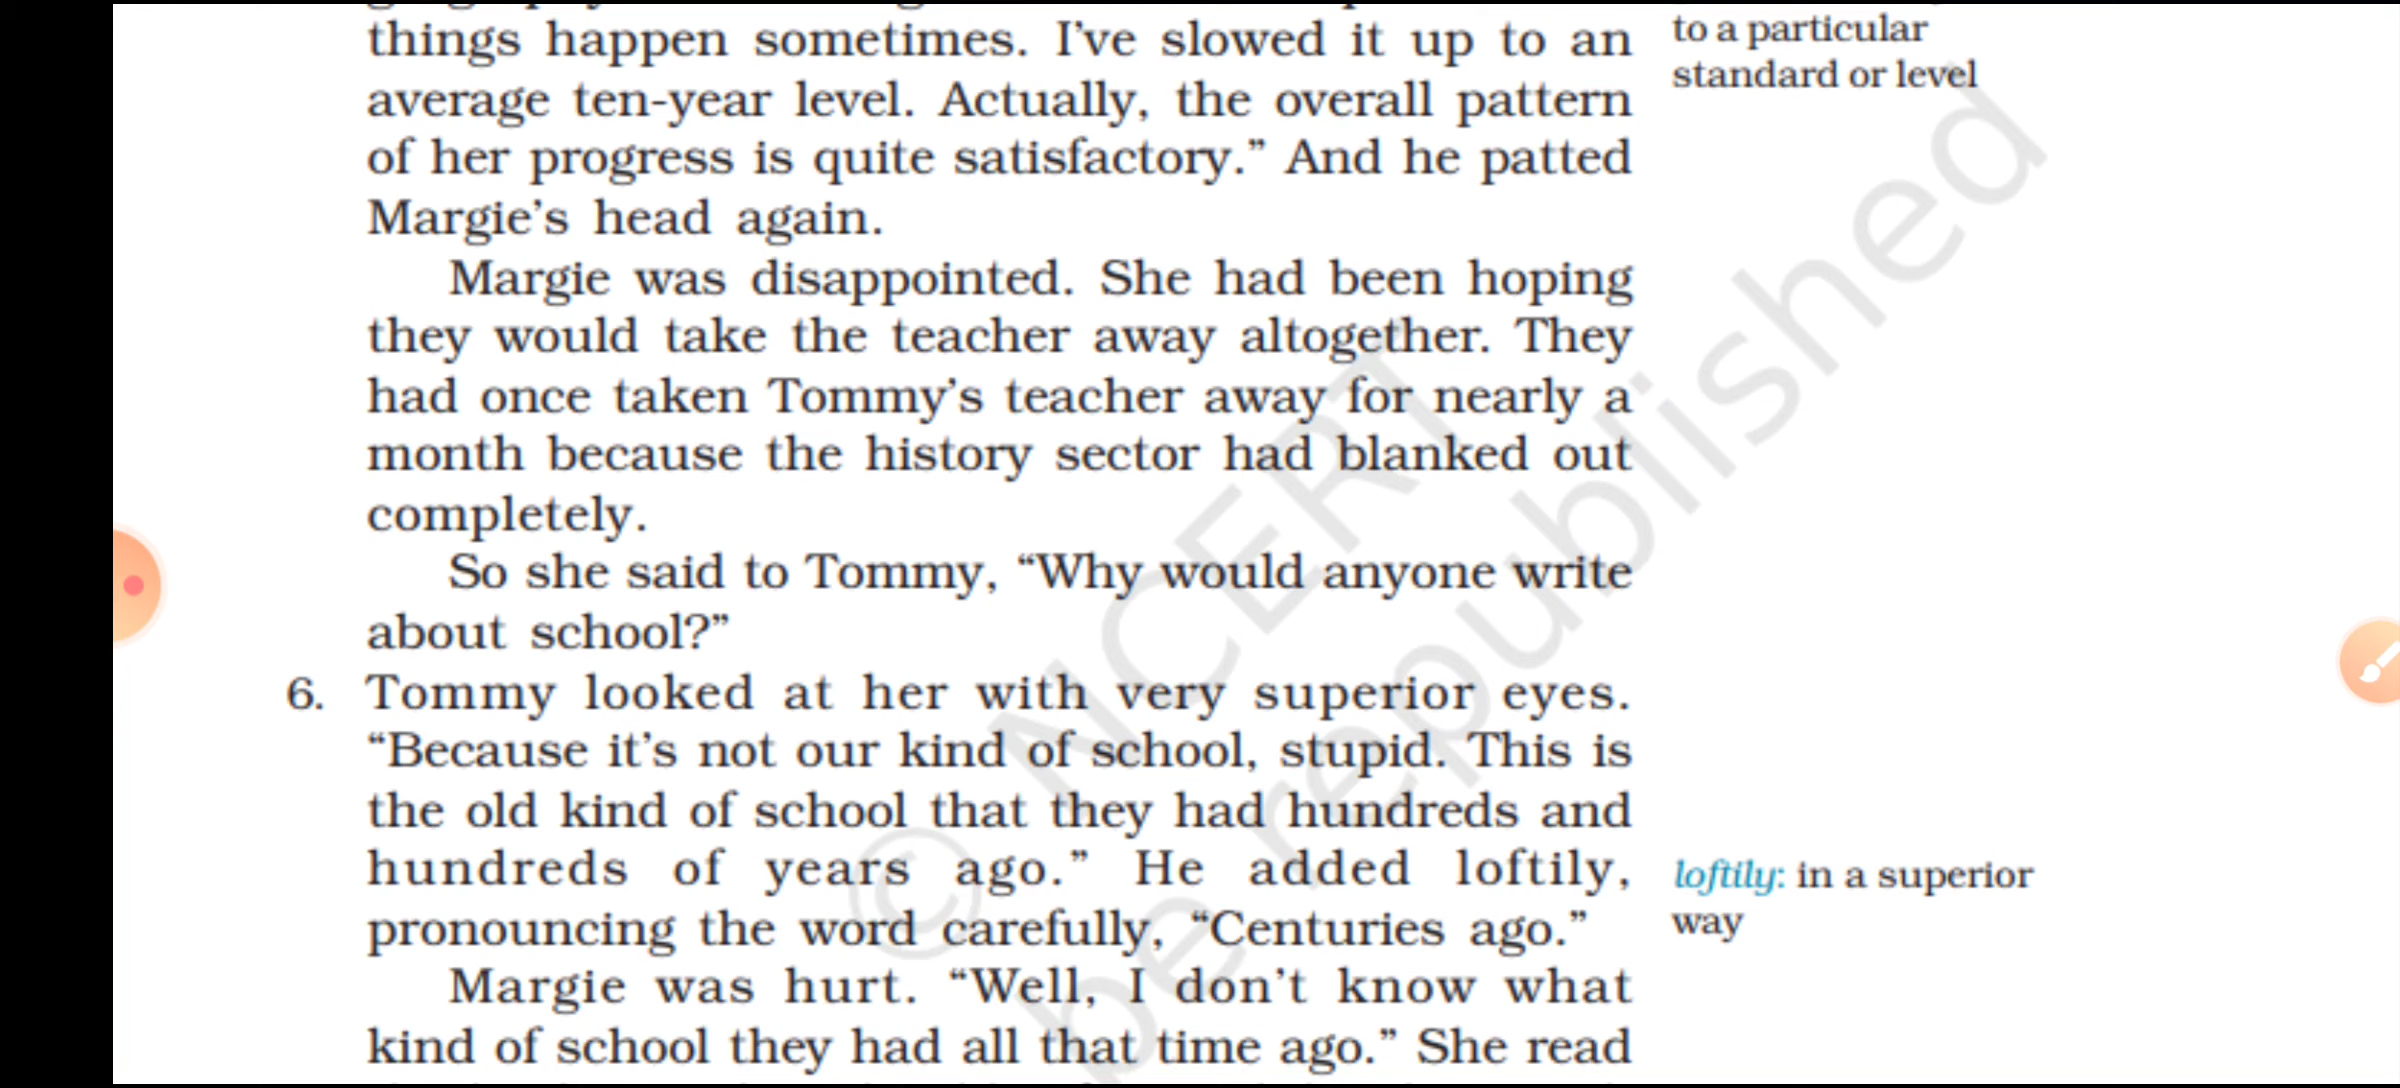 things happen sometimes. I've slowed it up to an
average ten-year level. Actually, the overall pattern
of her progress is quite satisfactory.” And he patted
Margie's head again.
Margie was disappointed. She had been hoping
they would take the teacher away altogether. They
had once taken Tommy's teacher away for nearly a
month because the history sector had blanked out
completely.
So she said to Tommy, “Why would anyone write
about school?”
6. Tommy looked at her with very superior eyes.
“Because it's not our kind of school, stupid. This is
the old kind of school that they had hundreds and
hundreds of years ago.” He added loftily,
pronouncing the word carefully, “Centuries ago.”
Margie was hurt. “Well, I don't know what
kind of school they had all that time ago.” She read
to a particular
standard or level
loftily: in a superior
way
© NCERT
be republished